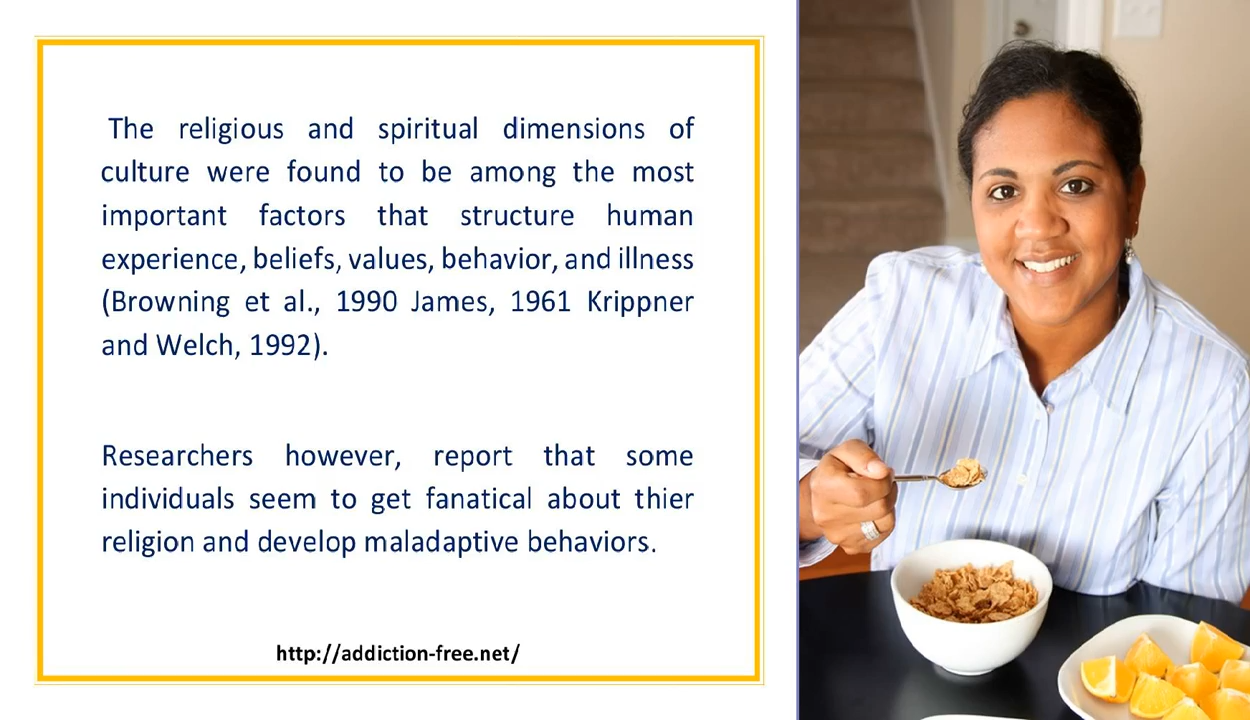 The religious and spiritual dimensions of
culture were found to be among the most
important factors that structure human
experience, beliefs, values, behavior, and illness
(Browning et al., 1990 James, 1961 Krippner
and Welch, 1992).
Researchers however, report that some
individuals seem to get fanatical about thier
religion and develop maladaptive behaviors.
http://addiction-free.net/